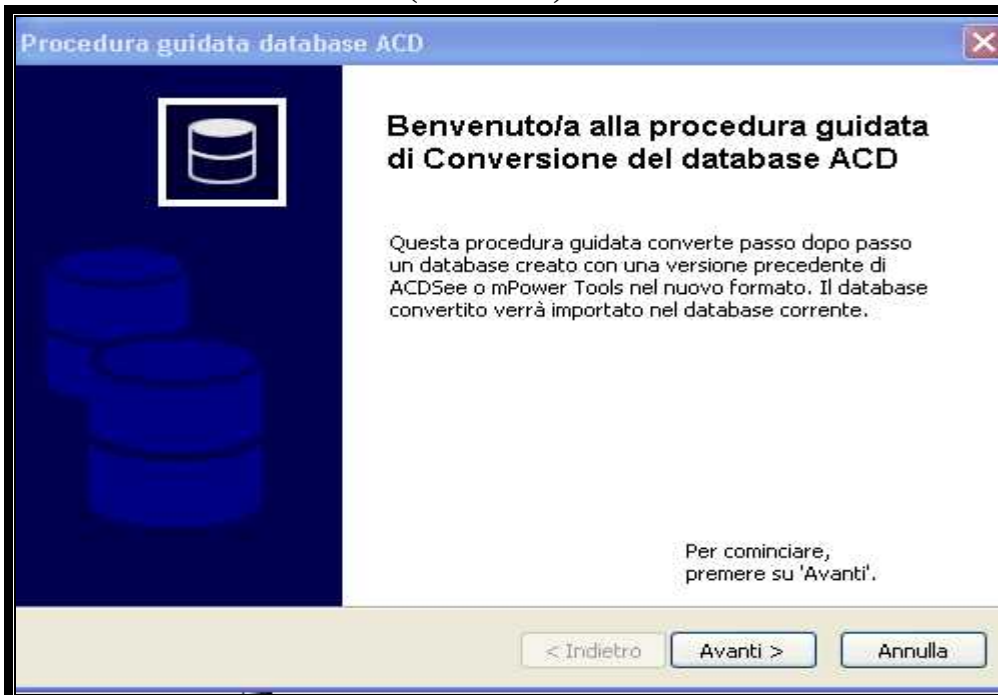 Procedura guidata database ACD
Benvenuto/a alla procedura guidata
di Conversione del database ACD
Questa procedura guidata converte passo dopo passo
un database creato con una versione precedente di
ACDSee o mPower Tools nel nuovo formato. Il database
convertito verrà importato nel database corrente.
Per cominciare,
premere su 'Avanti'.
< Indietro
Avanti >
Annulla